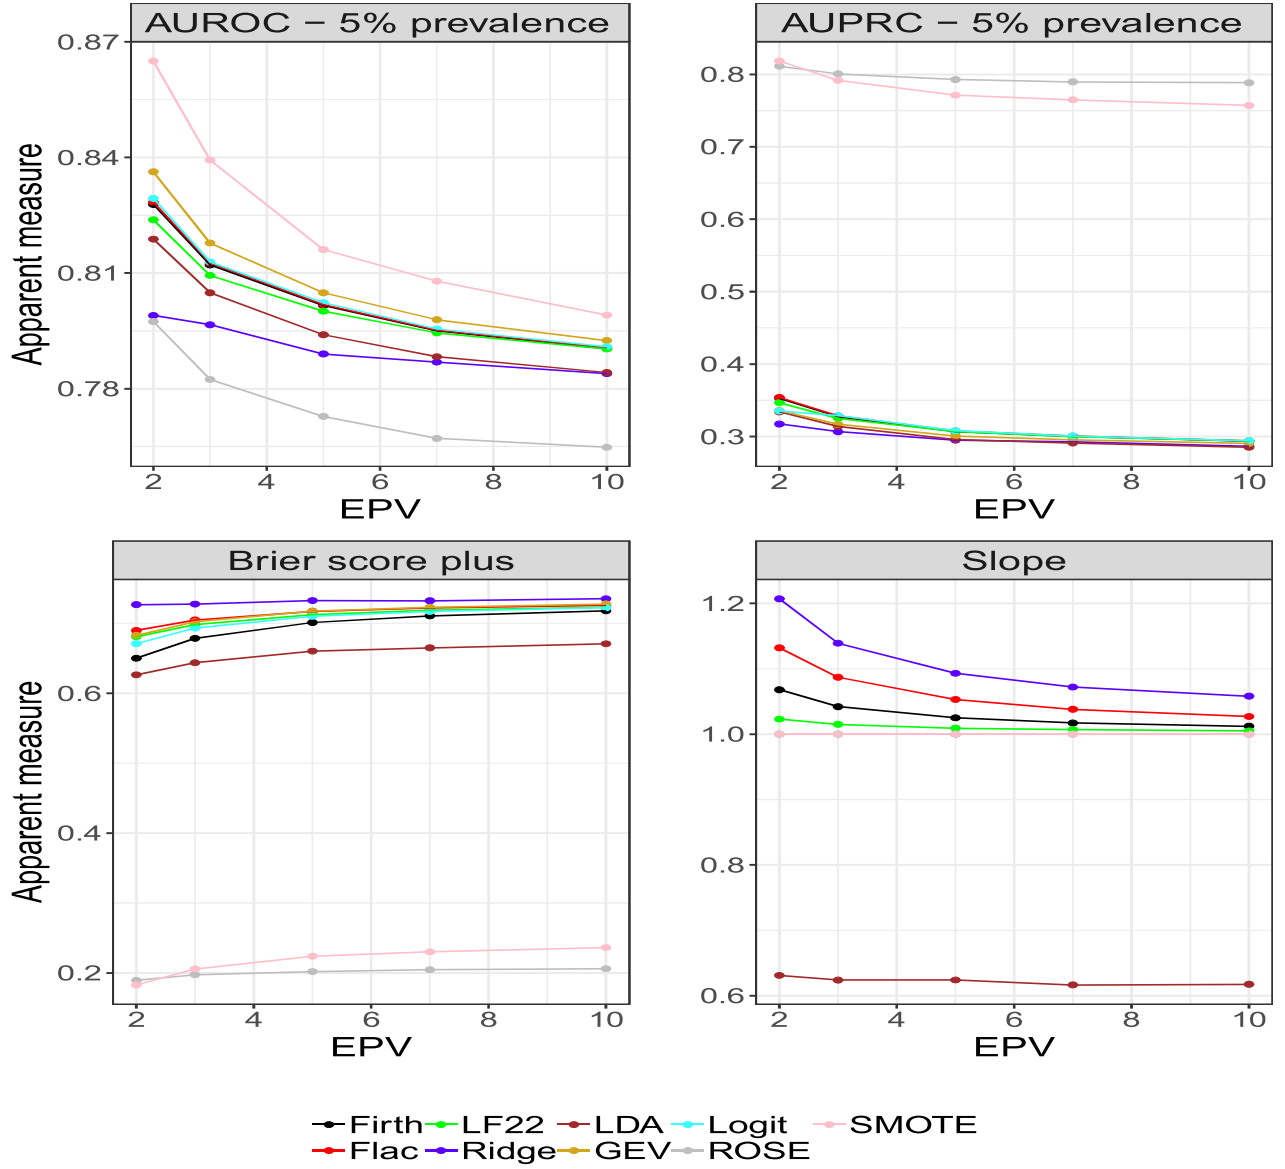 AUROC − 5% prevalence
AUPRC − 5% prevalence
Apparent measure
0.87
0.84
0.81
0.78
2 4 6 8 10
EPV
0.8
0.7
0.6
0.5
0.4
0.3
2 4 6 8 10
EPV
Brier score plus
Slope
Apparent measure
0.6
0.4
0.2
2 4 6 8 10
EPV
1.2
1.0
0.8
0.6
2 4 6 8 10
EPV
Firth LF22 LDA Logit SMOTE
Flac Ridge GEV ROSE